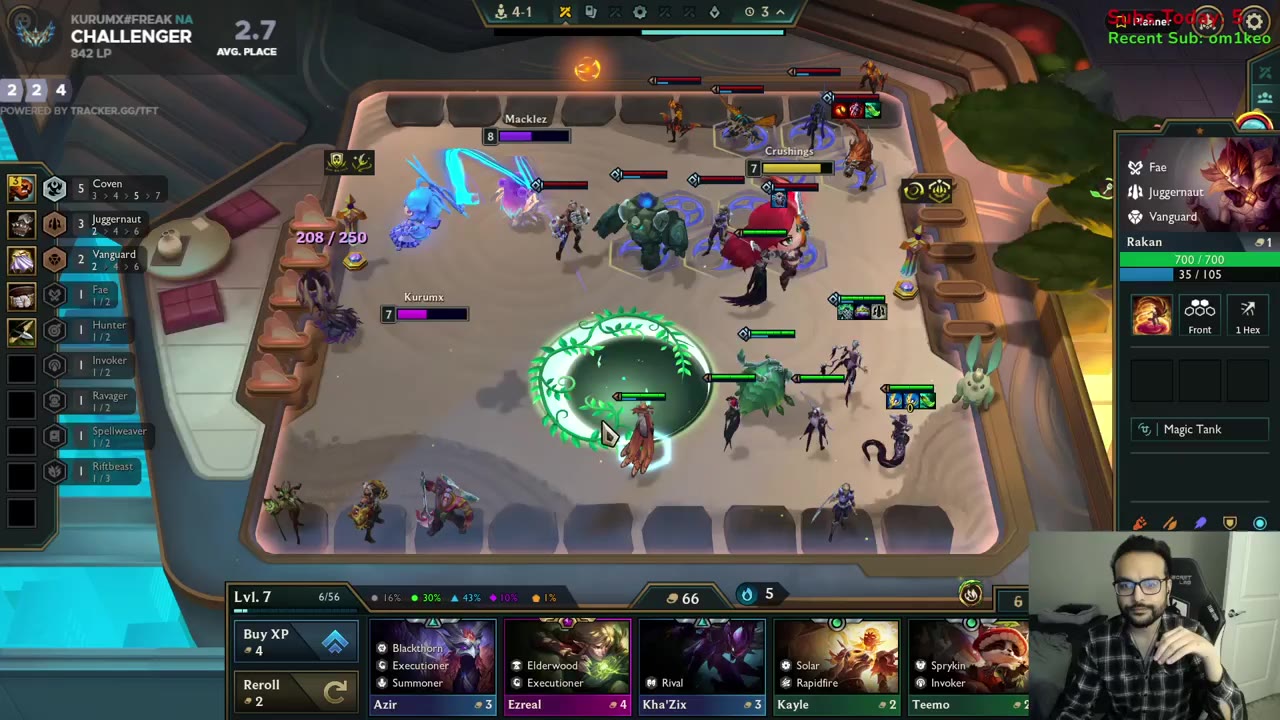 KURUMX#FREAK NA
CHALLENGER
842 LP
2.7
AVG. PLACE
2 2 4
POWERED BY TRACKER.GG/TFT
4-1
3
Planner
Subs Today: 5
Recent Sub: om1keo
Macklez
8
Crushings
7
208 / 250
Kurumx
7
5 Coven
3 > 4 > 5 > 7
3 Juggernaut
2 > 4 > 6
2 Vanguard
2 > 4 > 6
1 Fae
1 / 2
1 Hunter
1 / 2
1 Invoker
1 / 2
1 Ravager
1 / 2
1 Spellweaver
1 / 2
1 Riftbeast
1 / 3
Fae
Juggernaut
Vanguard
Rakan 1
700 / 700
35 / 105
Front
1 Hex
Magic Tank
Lvl. 7 6/56
16% 30% 43% 10% 1%
66
5
6
Buy XP
4
Reroll
2
Blackthorn
Executioner
Summoner
Azir 3
Elderwood
Executioner
Ezreal 4
Rival
Kha'Zix 3
Solar
Rapidfire
Kayle 2
Sprykin
Invoker
Teemo 2